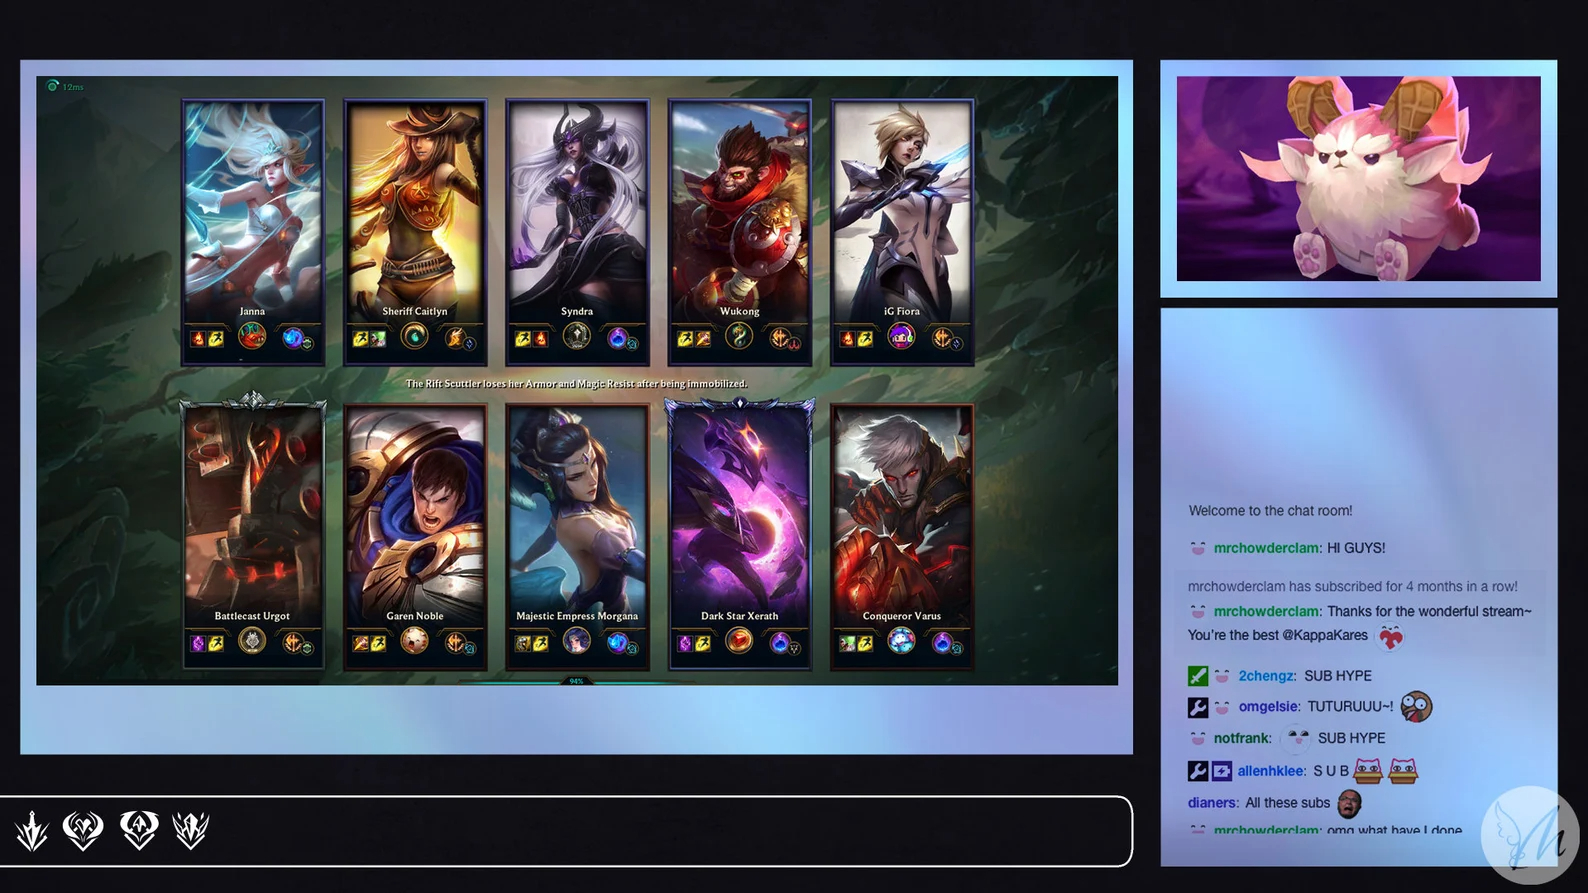 12ms
Janna
Sheriff Caitlyn
Syndra
Wukong
iG Fiora
The Rift Scuttler loses her Armor and Magic Resist after being immobilized.
Battlecast Urgot
Garen Noble
Majestic Empress Morgana
Dark Star Xerath
Conqueror Varus
94%
Welcome to the chat room!
mrchowderclam: HI GUYS!
mrchowderclam has subscribed for 4 months in a row!
mrchowderclam: Thanks for the wonderful stream~
You're the best @KappaKares
2chengz: SUB HYPE
omgelsie: TUTURUUU~!
notfrank: SUB HYPE
allenhklee: S U B
dianers: All these subs
mrchowderclam: omg what have I done